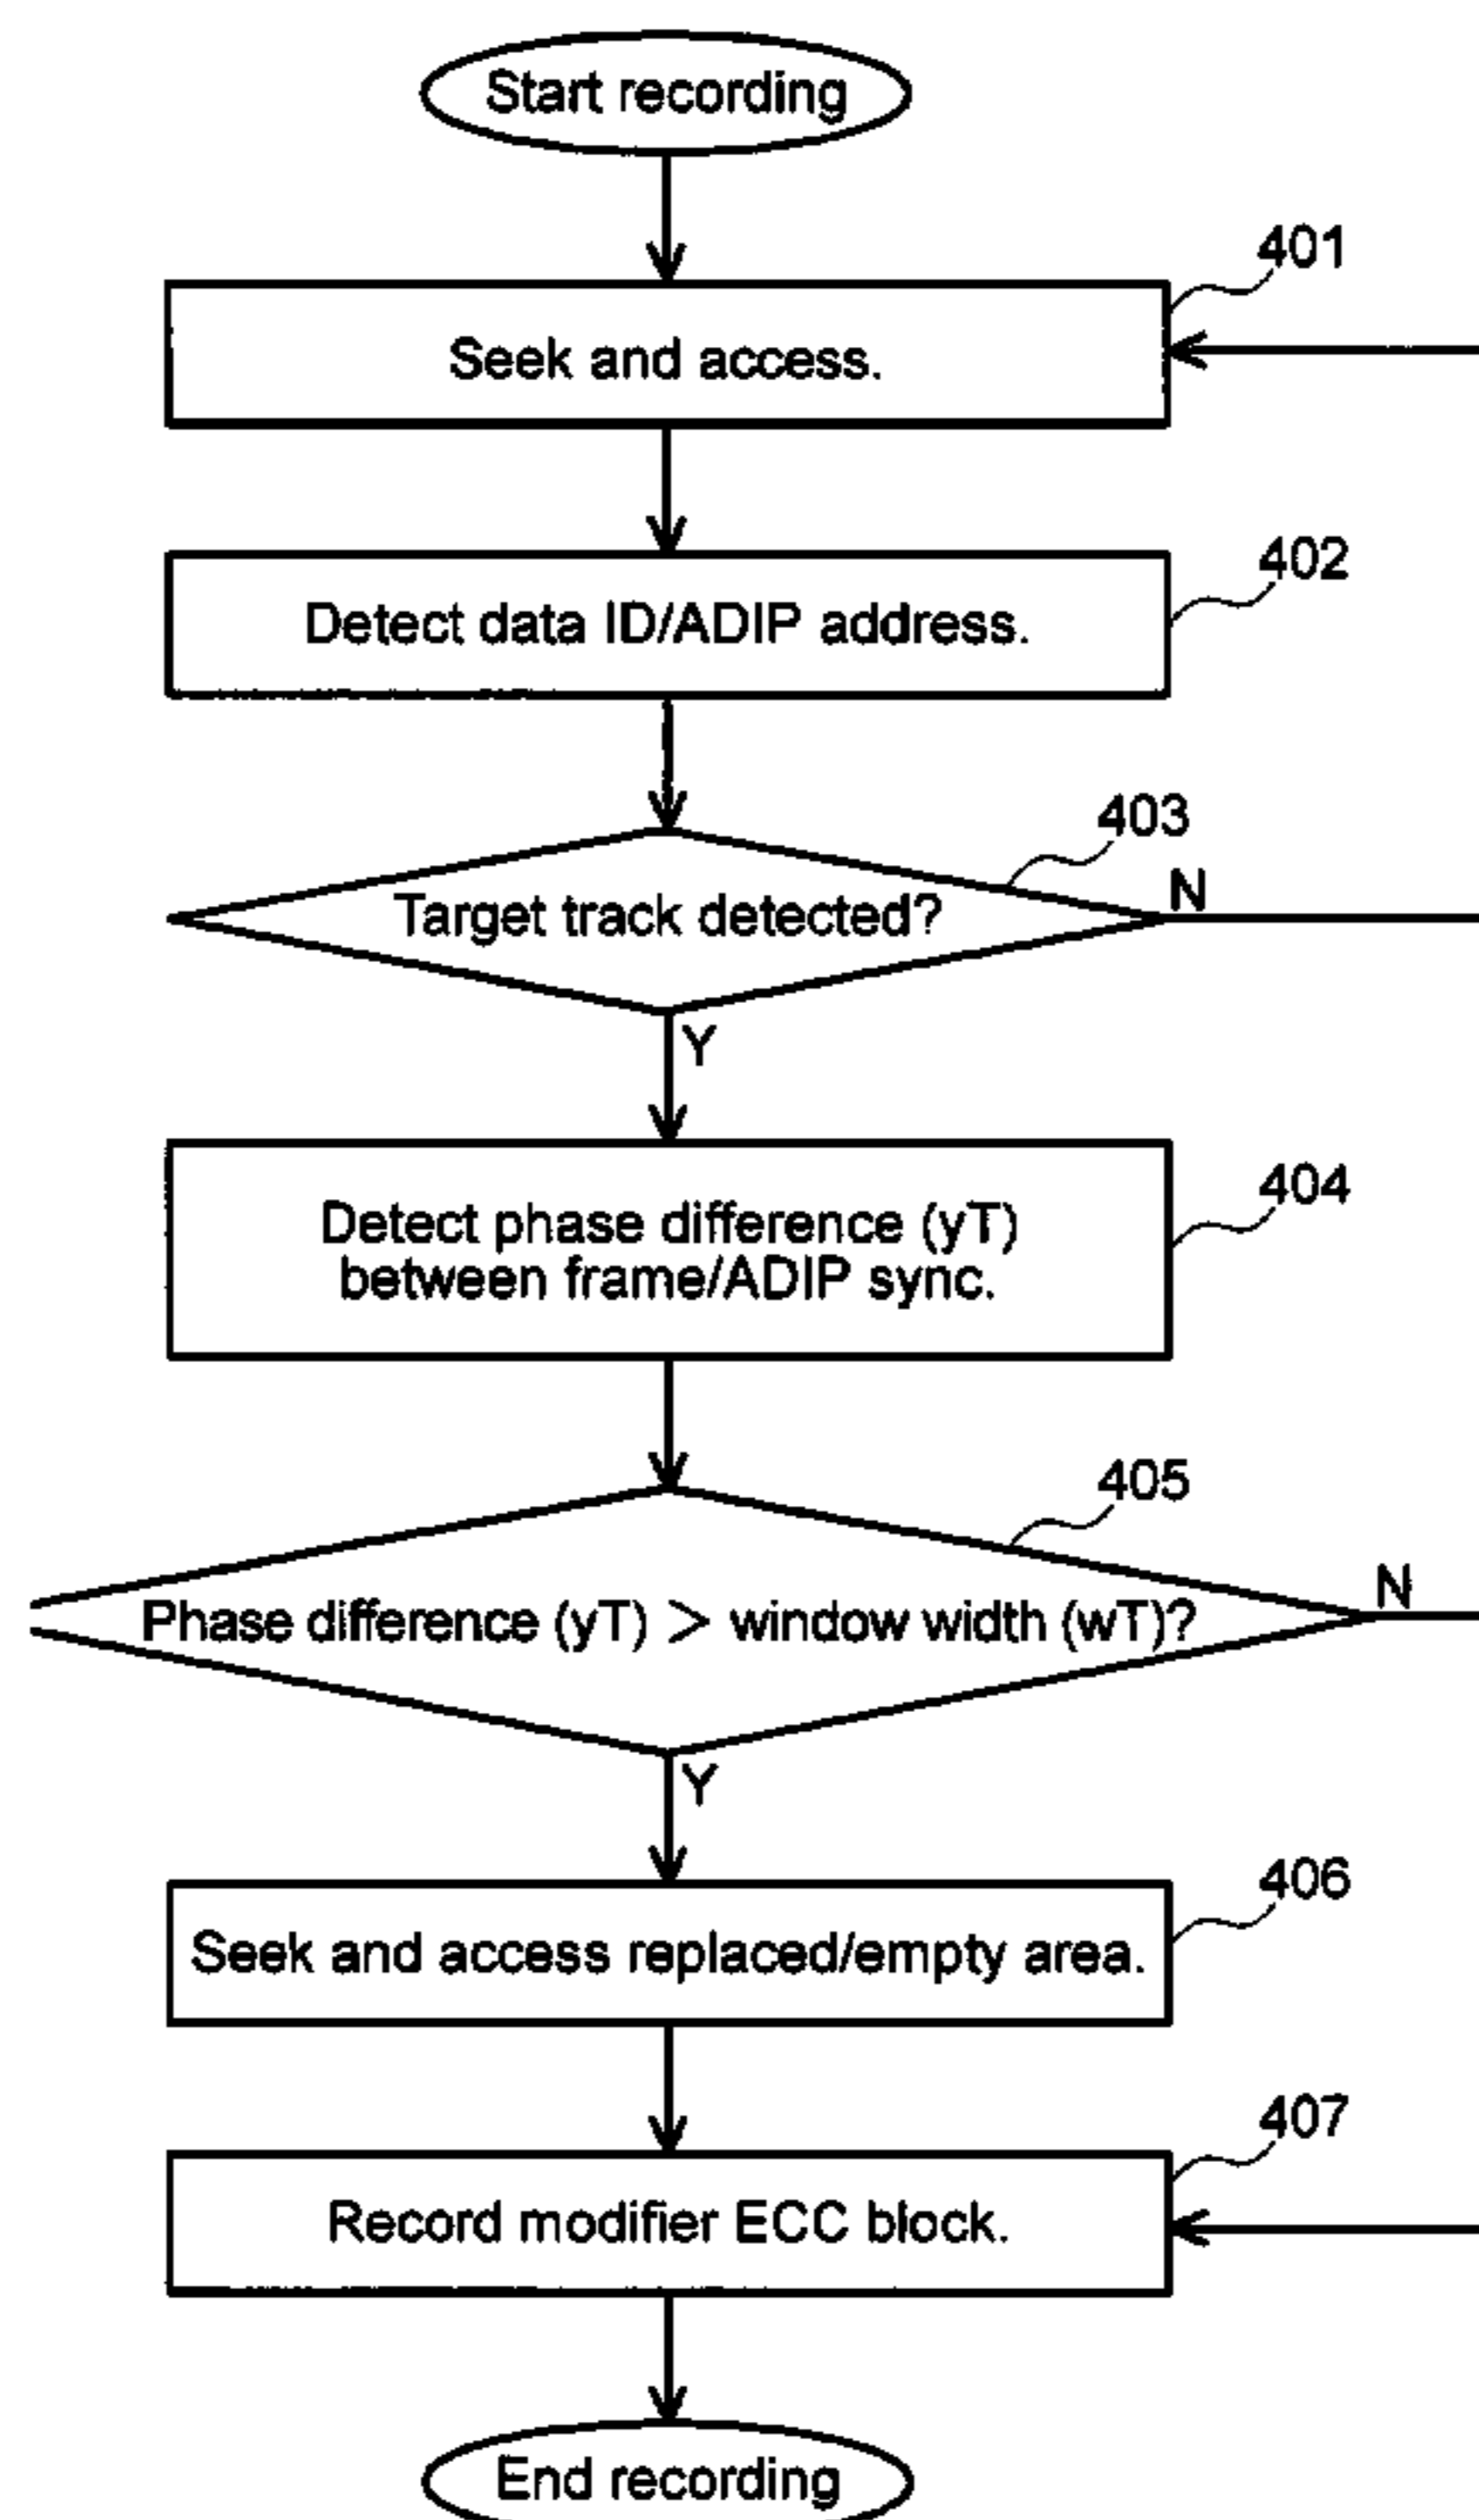 Start recording
401
Seek and access.
402
Detect data ID/ADIP address.
403
Target track detected?
N
Y
404
Detect phase difference (yT)
between frame/ADIP sync.
405
Phase difference (yT) > window width (wT)?
N
Y
406
Seek and access replaced/empty area.
407
Record modifier ECC block.
End recording